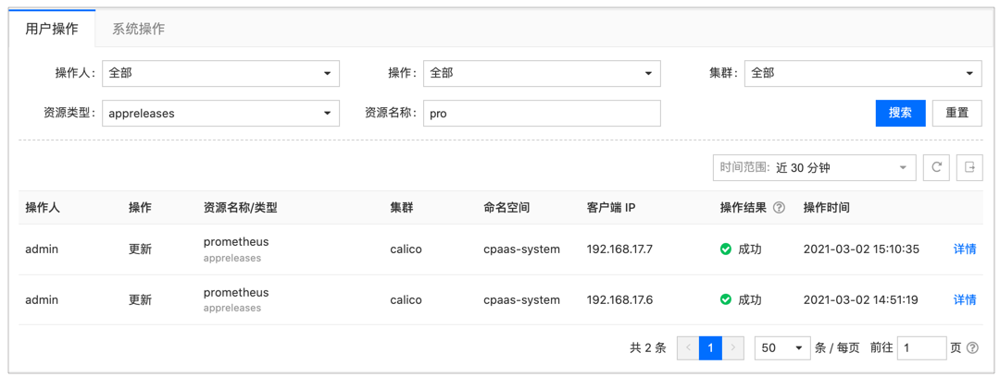 用户操作 系统操作
操作人: 全部 操作: 全部 集群: 全部
资源类型: appreleases 资源名称: pro 搜索 重置
时间范围: 近 30 分钟
操作人 操作 资源名称/类型 集群 命名空间 客户端 IP 操作结果 操作时间
admin 更新 prometheus calico cpaas-system 192.168.17.7 成功 2021-03-02 15:10:35 详情
appreleases
admin 更新 prometheus calico cpaas-system 192.168.17.6 成功 2021-03-02 14:51:19 详情
appreleases
共 2 条 1 50 条 / 每页 前往 1 页